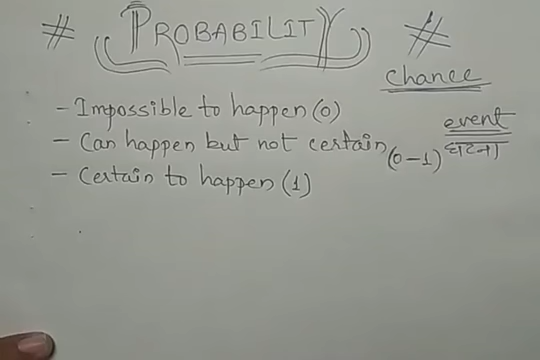 # PROBABILITY #
chance
- Impossible to happen (0)
- Can happen but not certain (0-1)
- Certain to happen (1)
event
घटना